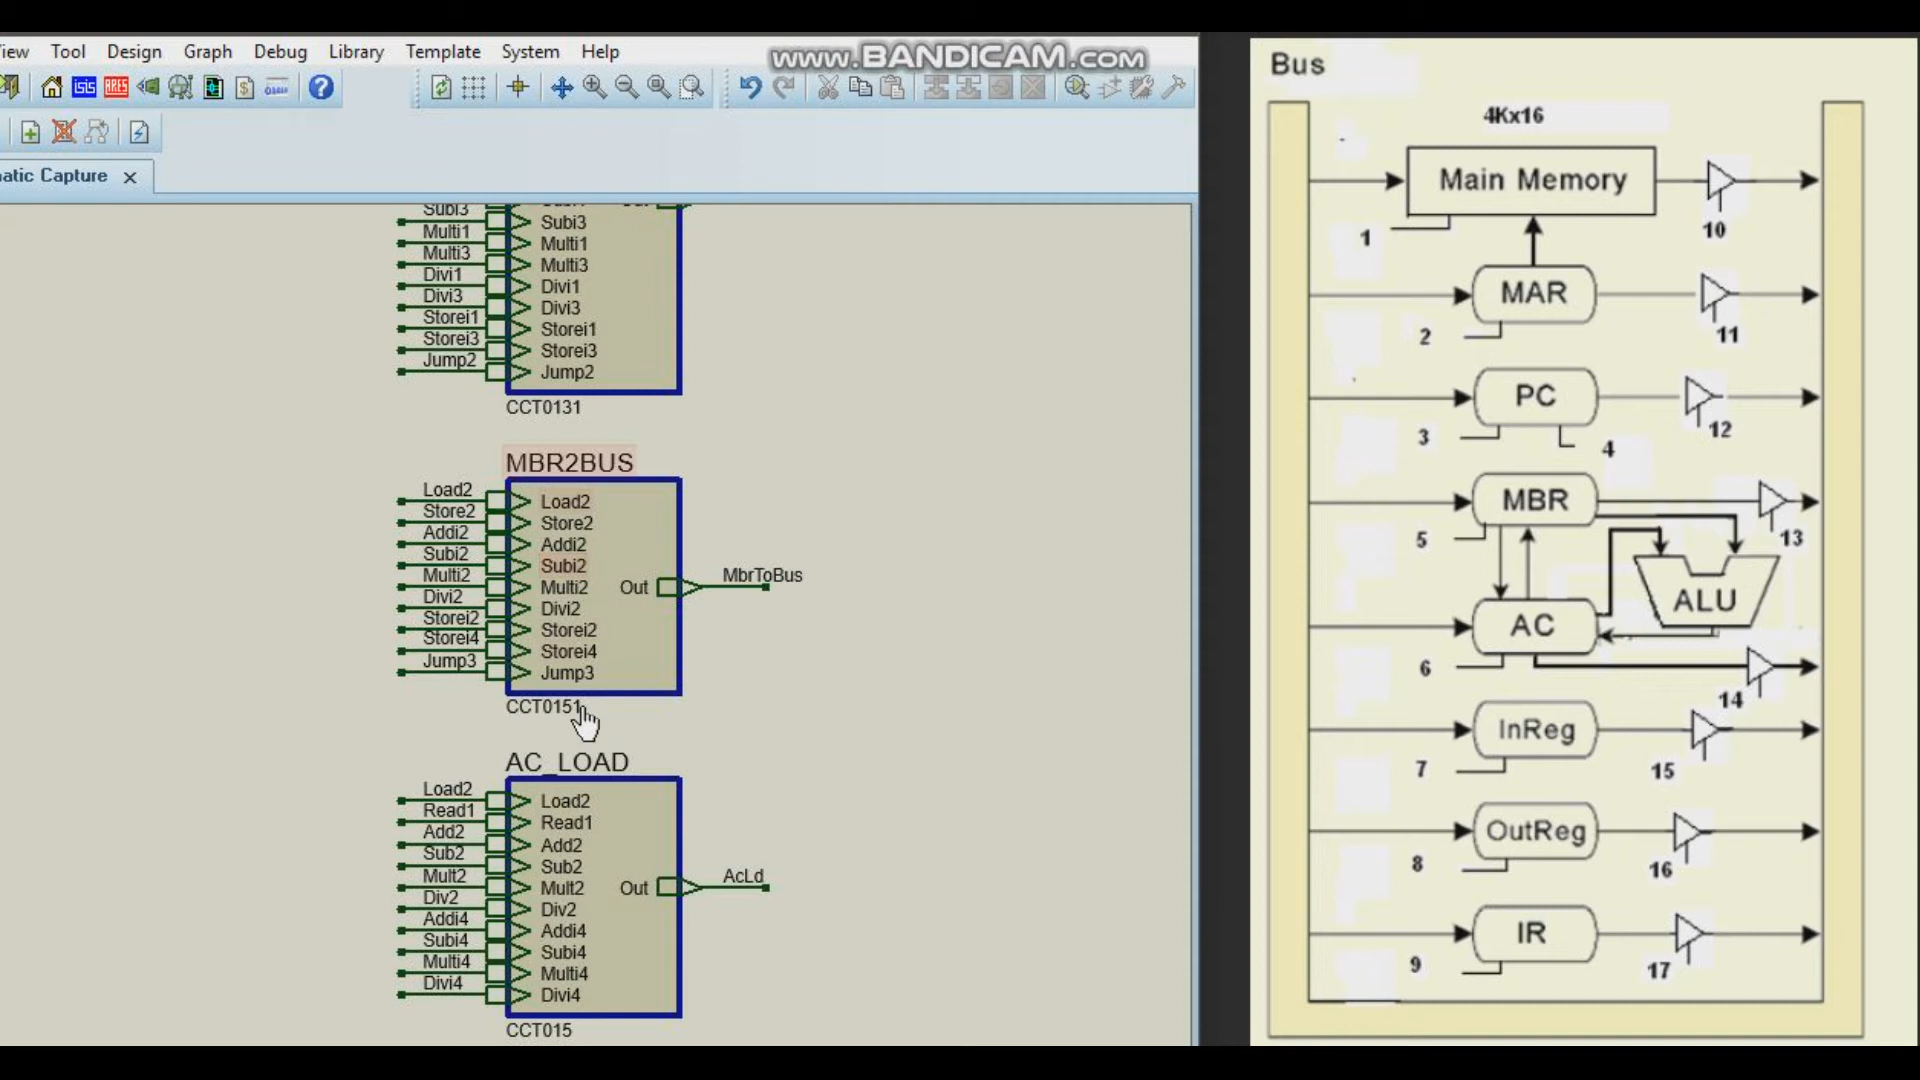 View Tool Design Graph Debug Library Template System Help
www.BANDICAM.com
isis ARES $ ?
matic Capture
Subi3
Multi1
Multi3
Divi1
Divi3
Storei1
Storei3
Jump2
Subi3
Multi1
Multi3
Divi1
Divi3
Storei1
Storei3
Jump2
CCT0131
MBR2BUS
Load2
Store2
Addi2
Subi2
Multi2
Divi2
Storei2
Storei4
Jump3
Load2
Store2
Addi2
Subi2
Multi2
Divi2
Storei2
Storei4
Jump3
Out
MbrToBus
CCT0151
AC_LOAD
Load2
Read1
Add2
Sub2
Mult2
Div2
Addi4
Subi4
Multi4
Divi4
Load2
Read1
Add2
Sub2
Mult2
Div2
Addi4
Subi4
Multi4
Divi4
Out
AcLd
CCT015
Bus
4Kx16
Main Memory
1
10
MAR
2
11
PC
3
4
12
MBR
5
13
ALU
AC
6
14
InReg
7
15
OutReg
8
16
IR
9
17